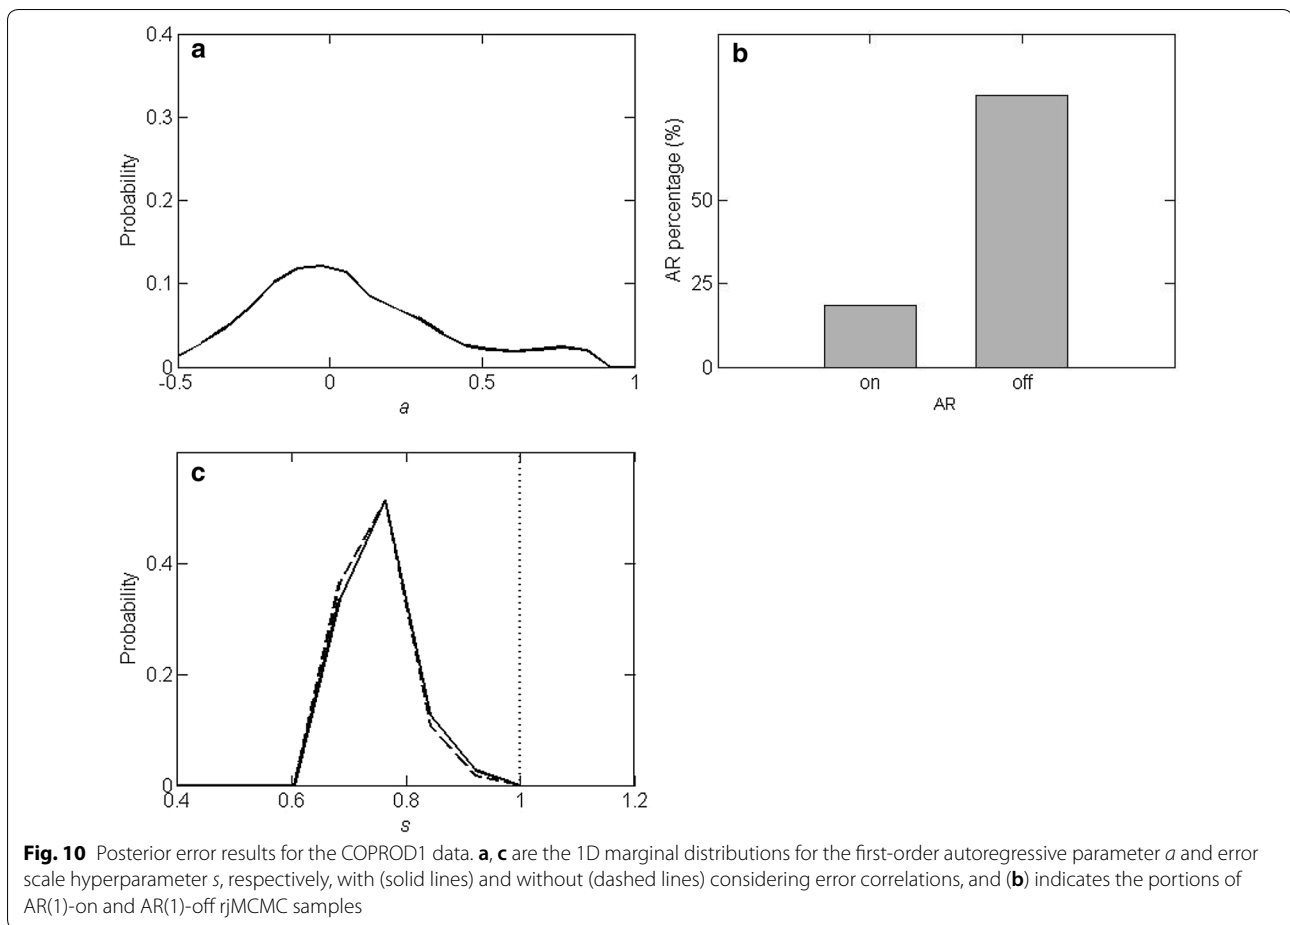 a
0.4
0.3
0.2
0.1
0
Probability
-0.5
0
0.5
1
a
b
50
25
0
AR percentage (%)
on
off
AR
c
0.4
0.2
0
Probability
0.4
0.6
0.8
1
1.2
s
Fig. 10 Posterior error results for the COPROD1 data. a, c are the 1D marginal distributions for the first-order autoregressive parameter a and error
scale hyperparameter s, respectively, with (solid lines) and without (dashed lines) considering error correlations, and (b) indicates the portions of
AR(1)-on and AR(1)-off rjMCMC samples